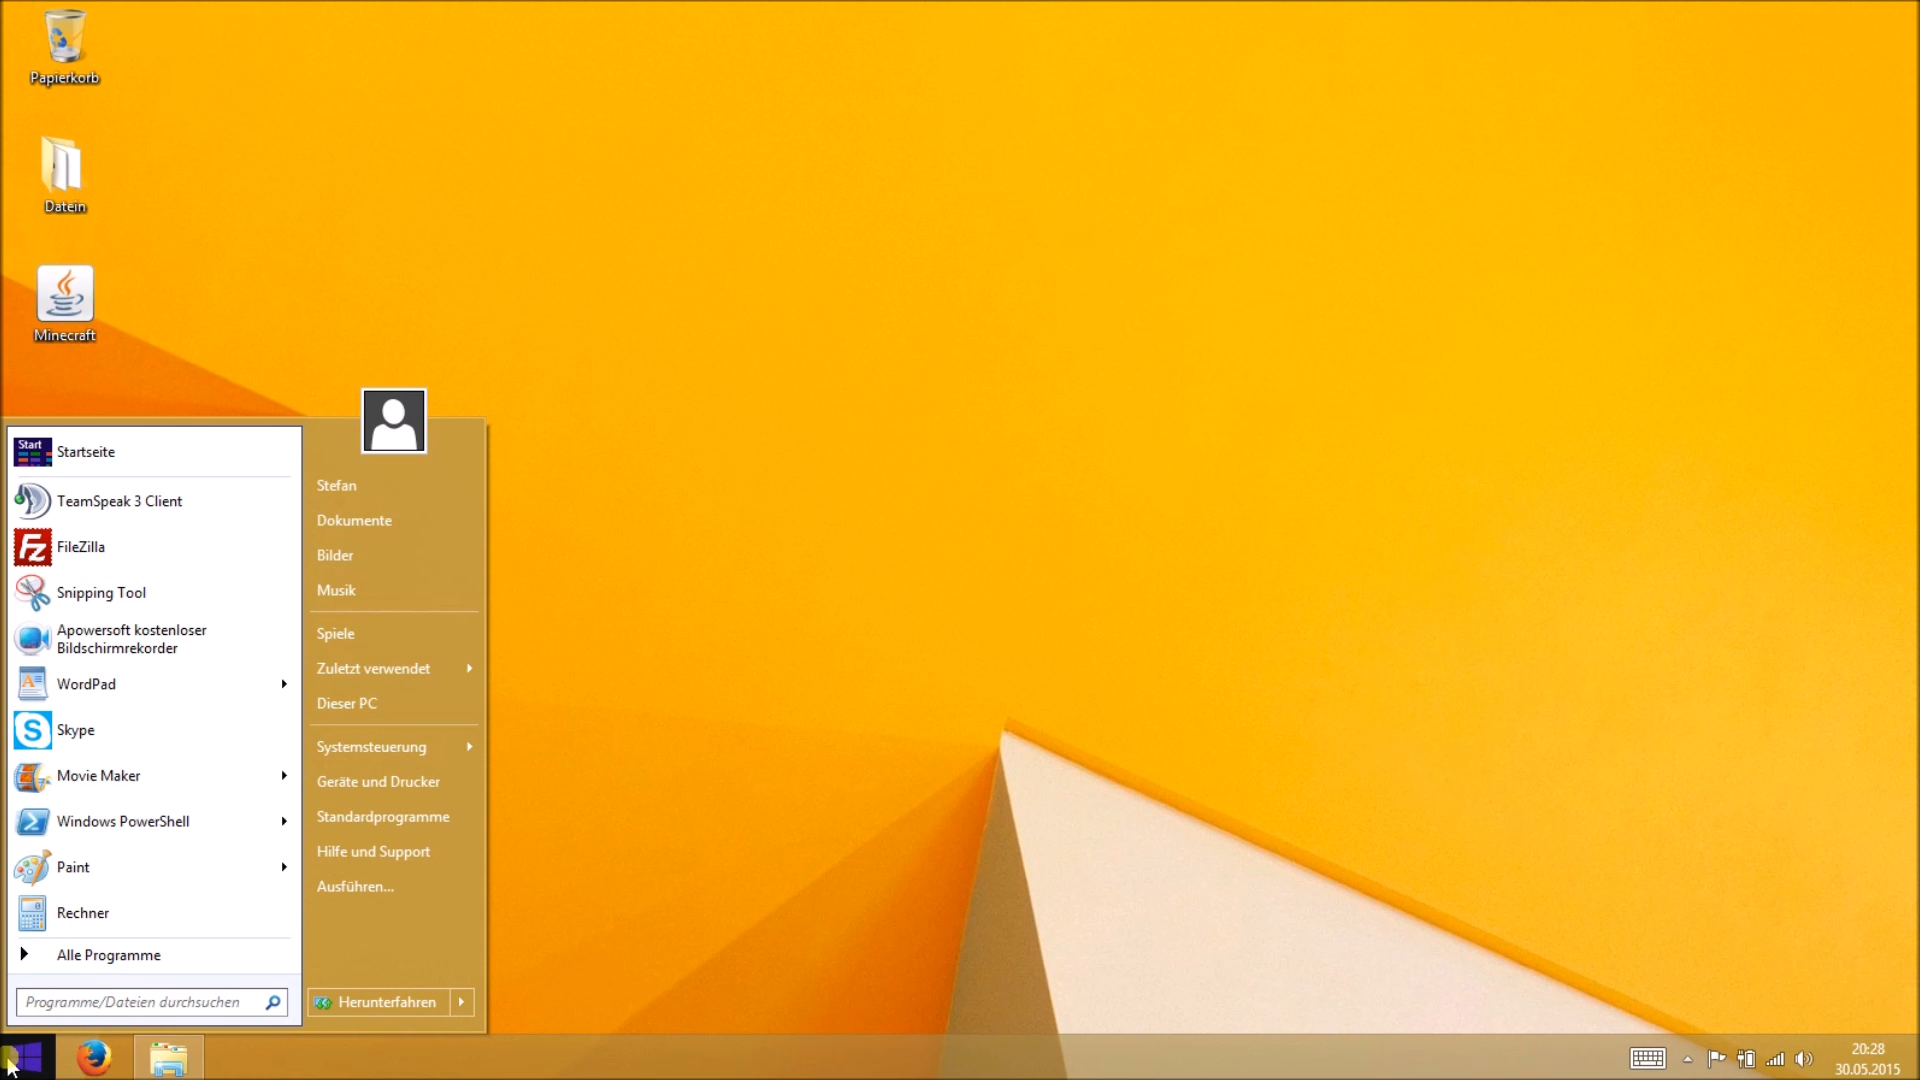 Papierkorb
Datein
Minecraft
Start
Startseite
TeamSpeak 3 Client
FileZilla
Snipping Tool
Apowersoft kostenloser
Bildschirmrekorder
WordPad
Skype
Movie Maker
Windows PowerShell
Paint
Rechner
Alle Programme
Programme/Dateien durchsuchen
Stefan
Dokumente
Bilder
Musik
Spiele
Zuletzt verwendet
Dieser PC
Systemsteuerung
Geräte und Drucker
Standardprogramme
Hilfe und Support
Ausführen...
Herunterfahren
20:28
30.05.2015